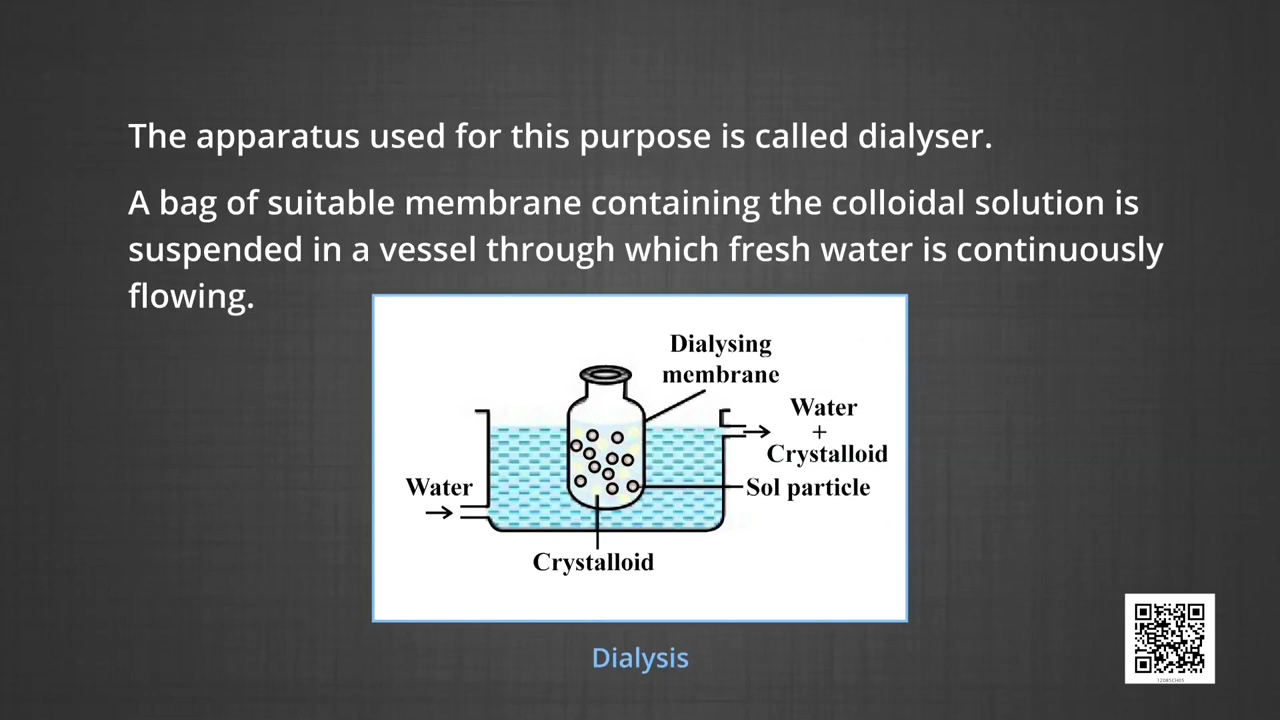 The apparatus used for this purpose is called dialyser.
A bag of suitable membrane containing the colloidal solution is
suspended in a vessel through which fresh water is continuously
flowing.
Dialysing
membrane
Water
+
Crystalloid
Water
Sol particle
Crystalloid
Dialysis
12085CH05